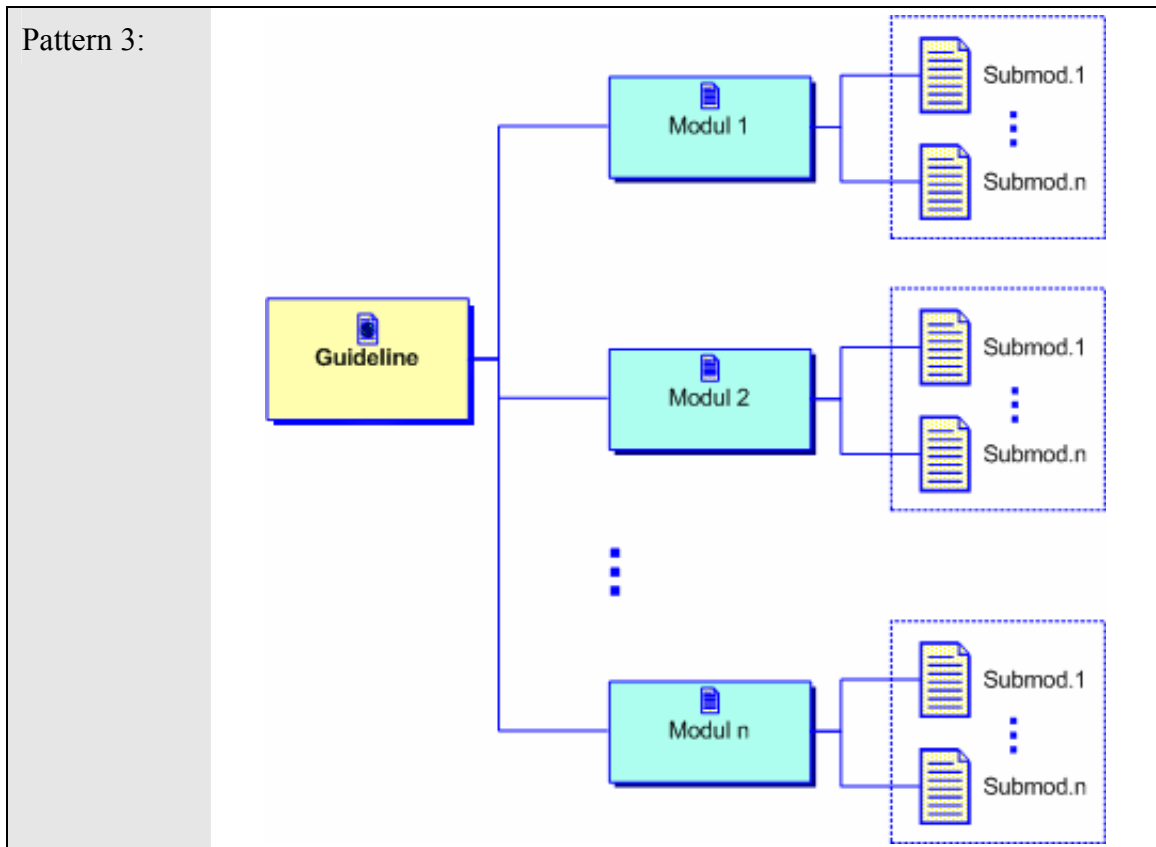 Pattern 3:
Modul 1
Submod.1
Submod.n
Guideline
Modul 2
Submod.1
Submod.n
Modul n
Submod.1
Submod.n